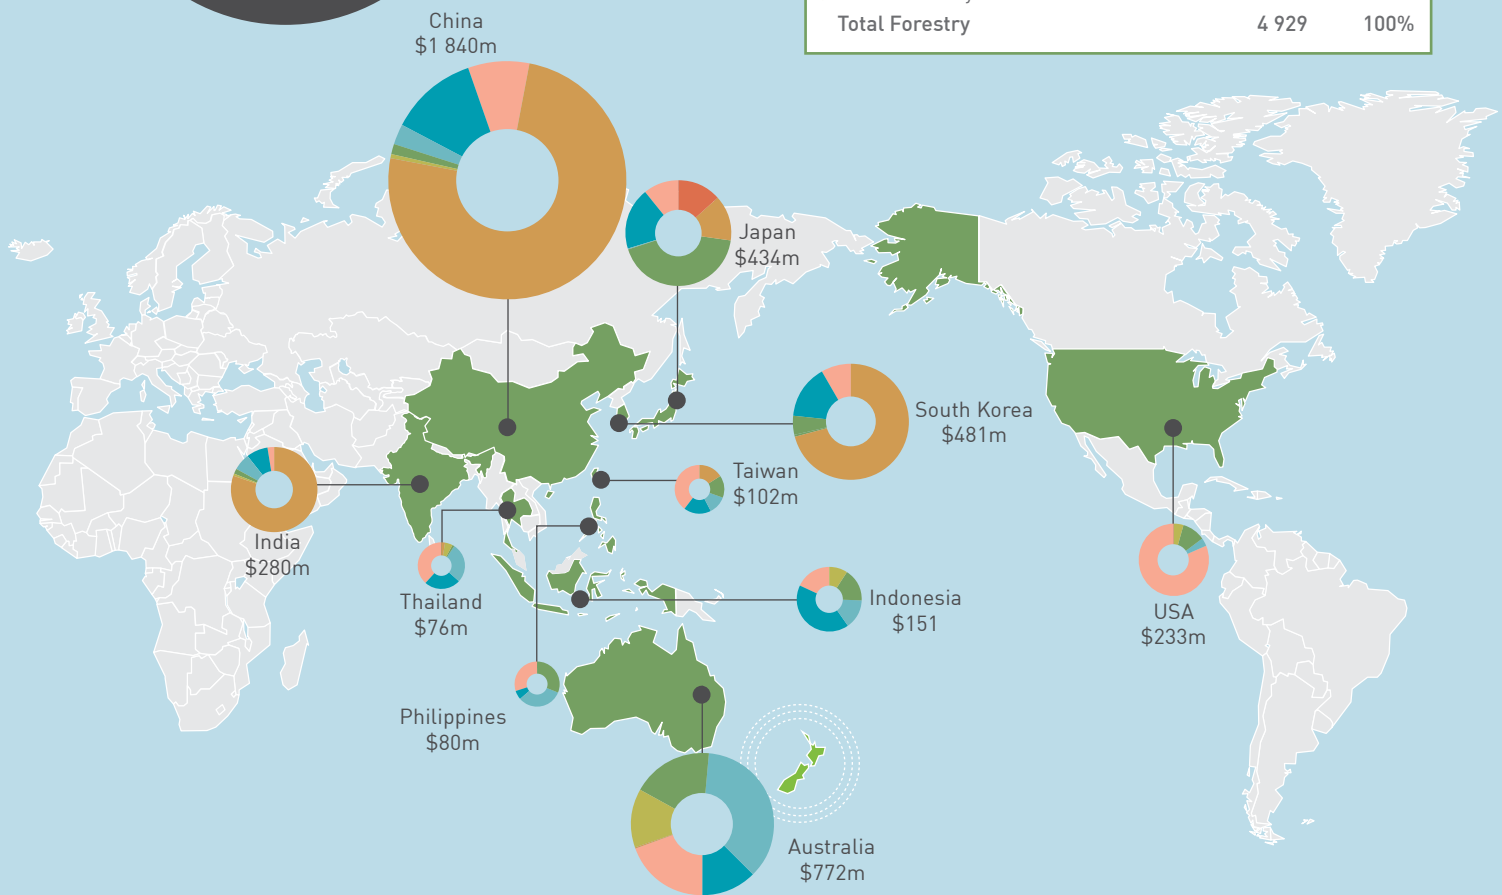 Total Forestry 4 929 100%
China
$1 840m
Japan
$434m
South Korea
$481m
Taiwan
$102m
India
$280m
Thailand
$76m
Indonesia
$151
USA
$233m
Philippines
$80m
Australia
$772m